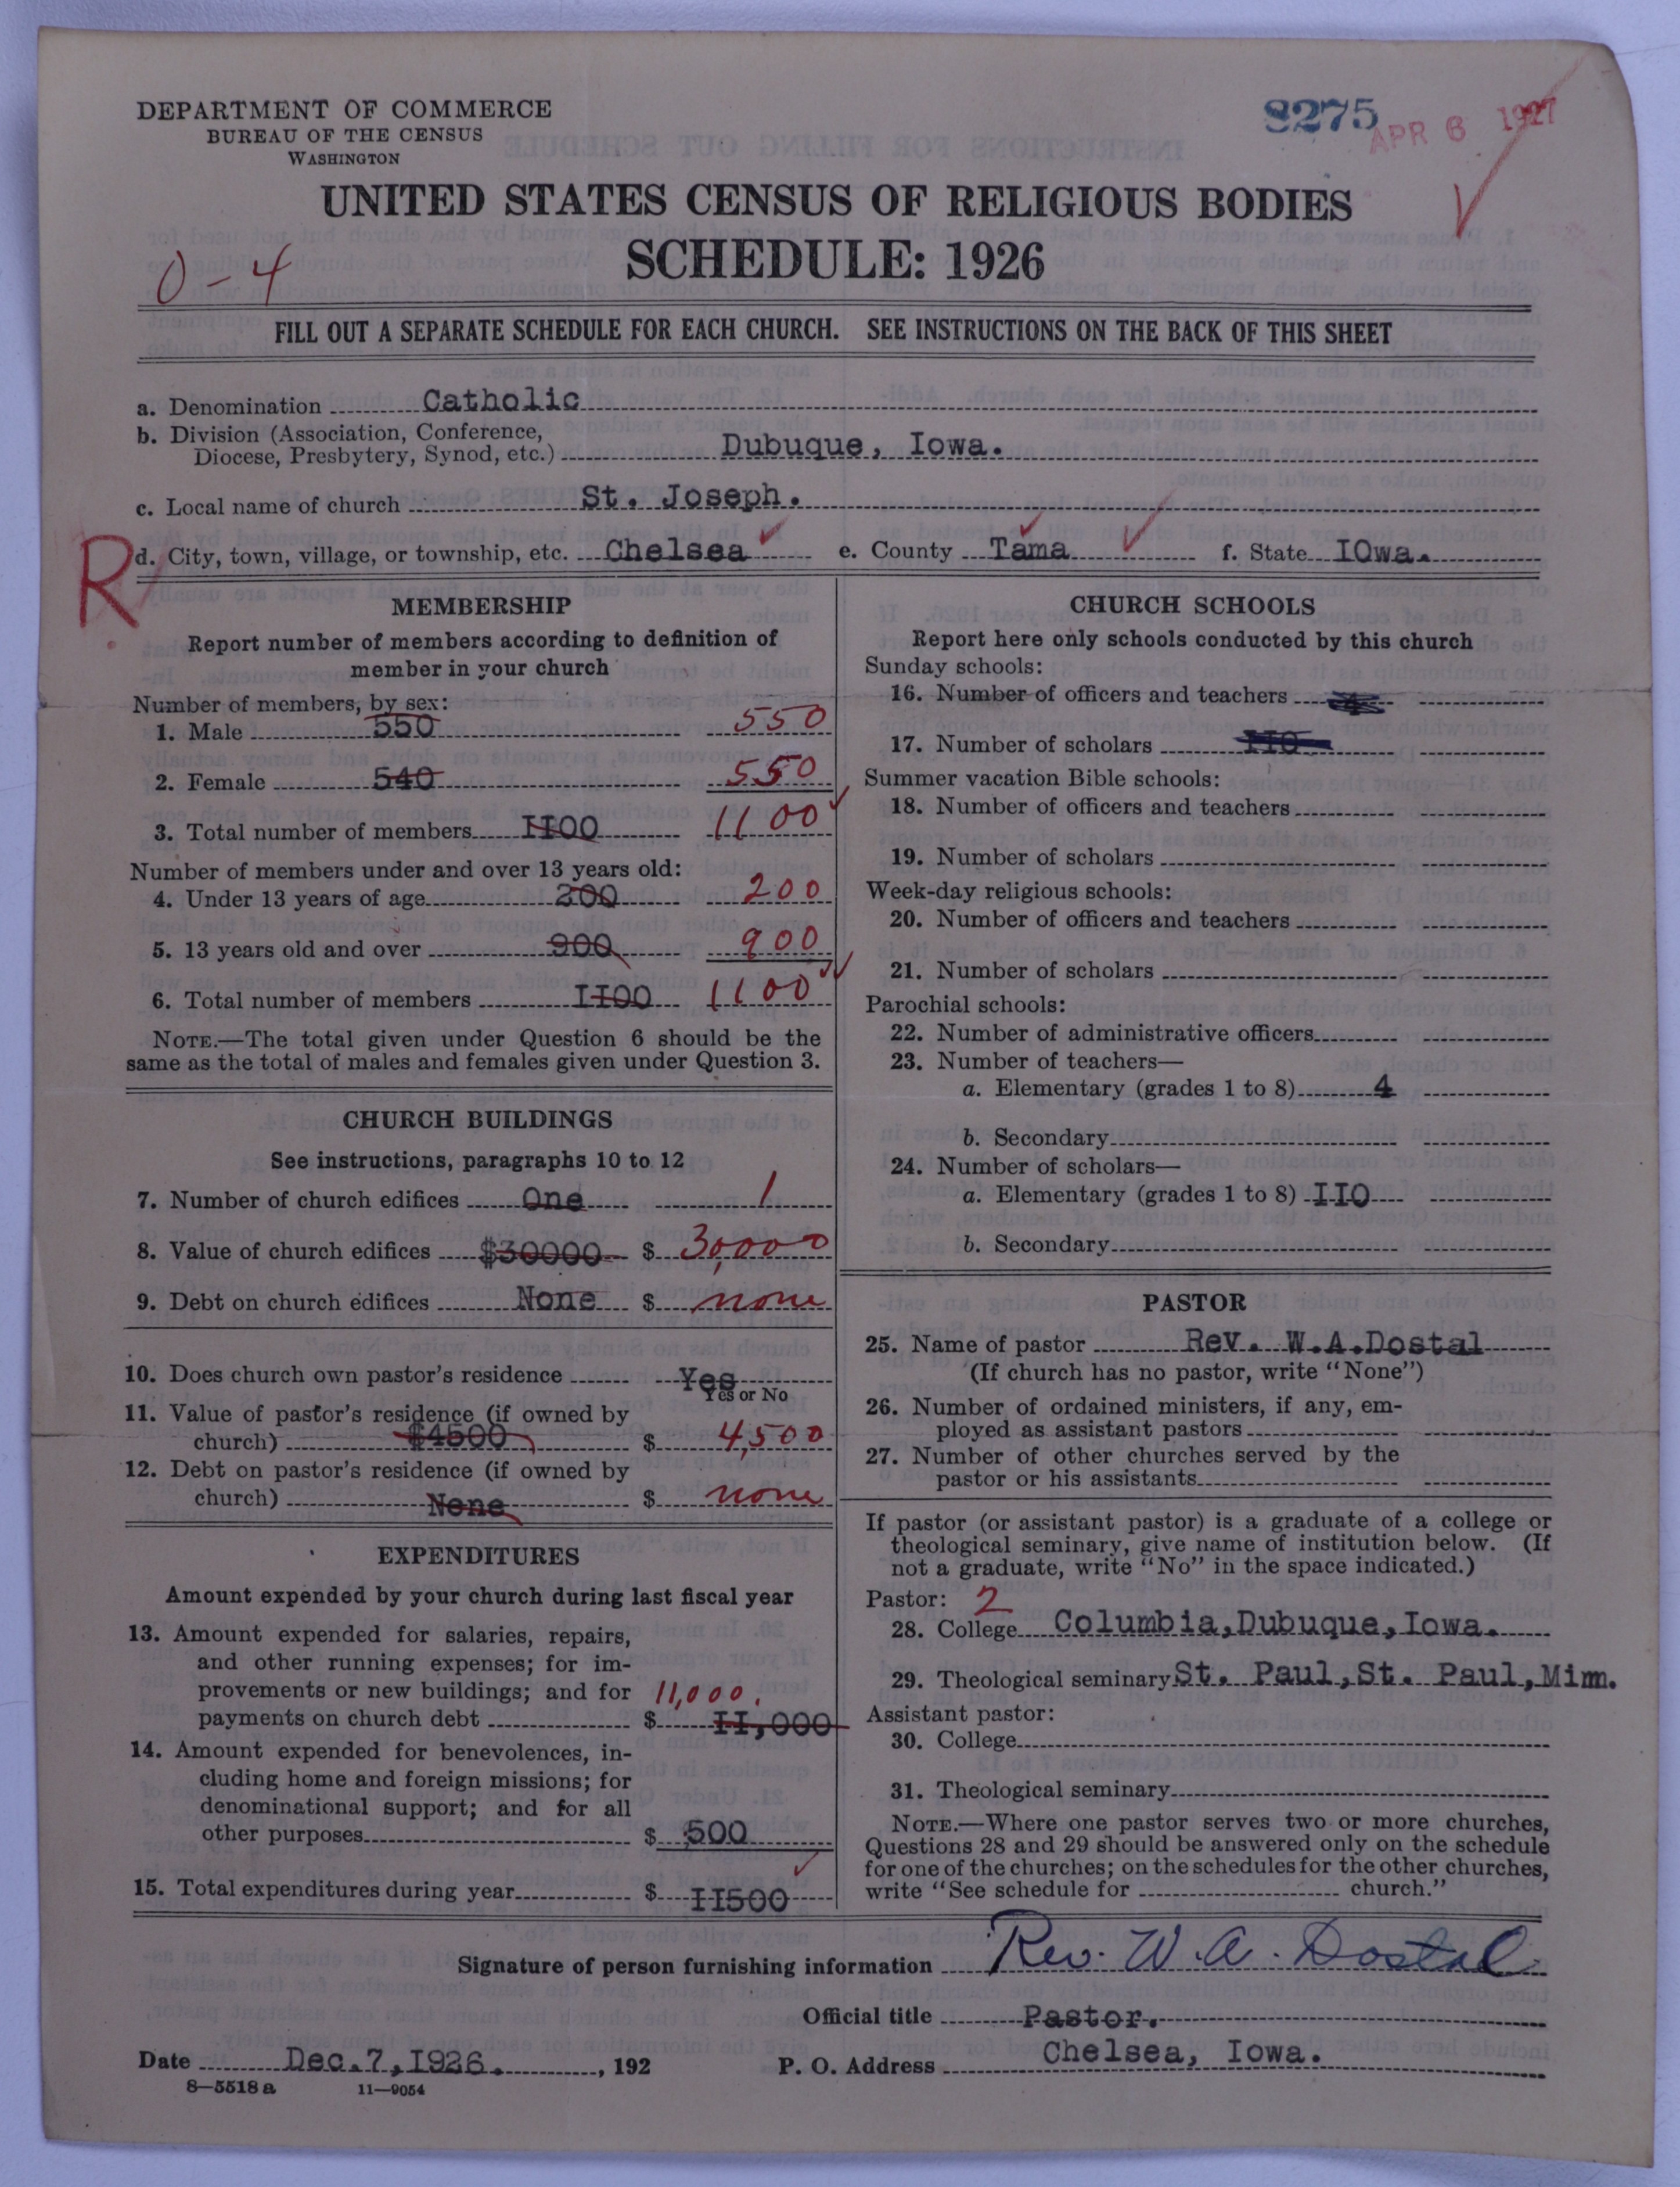 DEPARTMENT OF COMMERCE
BUREAU OF THE CENSUS
WASHINGTON
8275
APR 6 1927
UNITED STATES CENSUS OF RELIGIOUS BODIES
SCHEDULE: 1926
0-4
FILL OUT A SEPARATE SCHEDULE FOR EACH CHURCH. SEE INSTRUCTIONS ON THE BACK OF THIS SHEET
a. Denomination Catholic
b. Division (Association, Conference,
Diocese, Presbytery, Synod, etc.) Dubuque, Iowa.
c. Local name of church St. Joseph.
R
d. City, town, village, or township, etc. Chelsea e. County Tama f. State IOwa.
MEMBERSHIP
Report number of members according to definition of
member in your church
Number of members, by sex:
1. Male 550 550
2. Female 540 550
3. Total number of members II00 1100
Number of members under and over 13 years old:
4. Under 13 years of age 200 200
5. 13 years old and over 900 900
6. Total number of members II00 1100
NOTE.—The total given under Question 6 should be the
same as the total of males and females given under Question 3.
CHURCH BUILDINGS
See instructions, paragraphs 10 to 12
7. Number of church edifices One 1
8. Value of church edifices $30000 $ 30,000
9. Debt on church edifices None $ none
10. Does church own pastor's residence Yes
Yes or No
11. Value of pastor's residence (if owned by
church) $4500 $ 4,500
12. Debt on pastor's residence (if owned by
church) None $ none
EXPENDITURES
Amount expended by your church during last fiscal year
13. Amount expended for salaries, repairs,
and other running expenses; for im-
provements or new buildings; and for 11,000.
payments on church debt $ II,000
14. Amount expended for benevolences, in-
cluding home and foreign missions; for
denominational support; and for all
other purposes $ 500
15. Total expenditures during year $ II500
CHURCH SCHOOLS
Report here only schools conducted by this church
Sunday schools:
16. Number of officers and teachers 4
17. Number of scholars II0
Summer vacation Bible schools:
18. Number of officers and teachers
19. Number of scholars
Week-day religious schools:
20. Number of officers and teachers
21. Number of scholars
Parochial schools:
22. Number of administrative officers
23. Number of teachers—
a. Elementary (grades 1 to 8) 4
b. Secondary
24. Number of scholars—
a. Elementary (grades 1 to 8) II0
b. Secondary
PASTOR
25. Name of pastor Rev. W.A.Dostal
(If church has no pastor, write "None")
26. Number of ordained ministers, if any, em-
ployed as assistant pastors
27. Number of other churches served by the
pastor or his assistants
If pastor (or assistant pastor) is a graduate of a college or
theological seminary, give name of institution below. (If
not a graduate, write "No" in the space indicated.)
Pastor: 2
28. College Columbia,Dubuque,Iowa.
29. Theological seminary St. Paul,St. Paul,Minn.
Assistant pastor:
30. College
31. Theological seminary
NOTE.—Where one pastor serves two or more churches,
Questions 28 and 29 should be answered only on the schedule
for one of the churches; on the schedules for the other churches,
write "See schedule for church."
Signature of person furnishing information Rev. W. A. Dostal
Official title Pastor.
Date Dec.7,I926. , 192 P. O. Address Chelsea, Iowa.
8—5518 a 11—9054